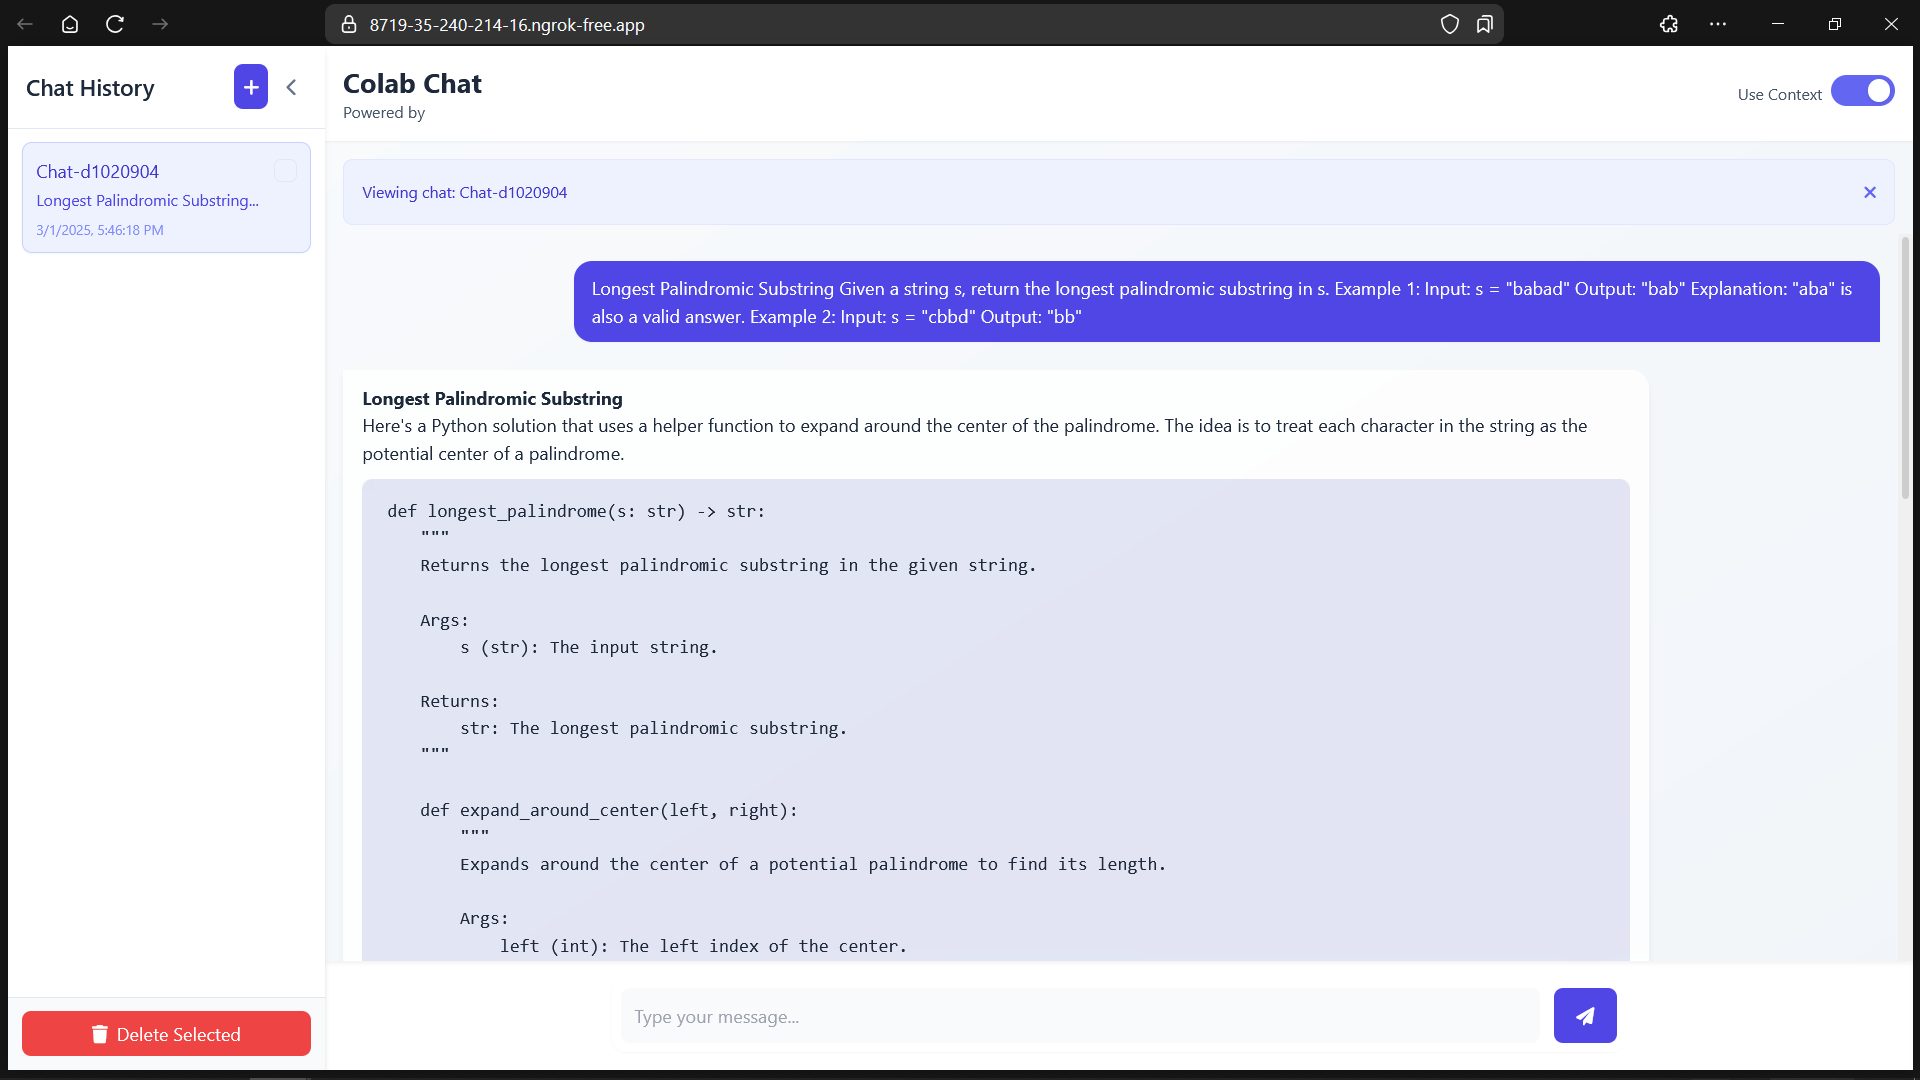 8719-35-240-214-16.ngrok-free.app
Chat History
+
Colab Chat
Powered by
Use Context
Chat-d1020904
Longest Palindromic Substring...
3/1/2025, 5:46:18 PM
Viewing chat: Chat-d1020904
Longest Palindromic Substring Given a string s, return the longest palindromic substring in s. Example 1: Input: s = "babad" Output: "bab" Explanation: "aba" is
also a valid answer. Example 2: Input: s = "cbbd" Output: "bb"
Longest Palindromic Substring
Here's a Python solution that uses a helper function to expand around the center of the palindrome. The idea is to treat each character in the string as the
potential center of a palindrome.
def longest_palindrome(s: str) -> str:
"""
Returns the longest palindromic substring in the given string.
Args:
s (str): The input string.
Returns:
str: The longest palindromic substring.
"""
def expand_around_center(left, right):
"""
Expands around the center of a potential palindrome to find its length.
Args:
left (int): The left index of the center.
Type your message...
Delete Selected